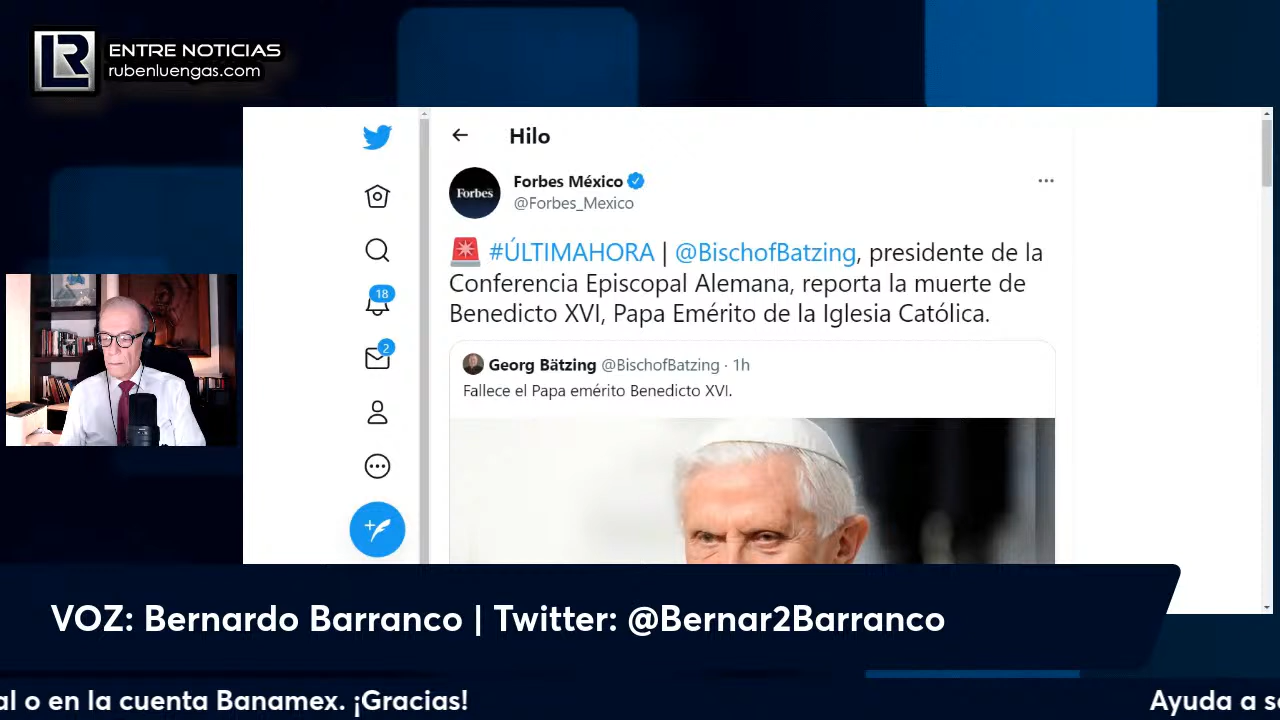 LR
ENTRE NOTICIAS
rubenluengas.com
Hilo
Forbes
Forbes México
@Forbes_Mexico
#ÚLTIMAHORA | @BischofBatzing, presidente de la
Conferencia Episcopal Alemana, reporta la muerte de
Benedicto XVI, Papa Emérito de la Iglesia Católica.
18
2
Georg Bätzing @BischofBatzing · 1h
Fallece el Papa emérito Benedicto XVI.
VOZ: Bernardo Barranco | Twitter: @Bernar2Barranco
al o en la cuenta Banamex. ¡Gracias!
Ayuda a